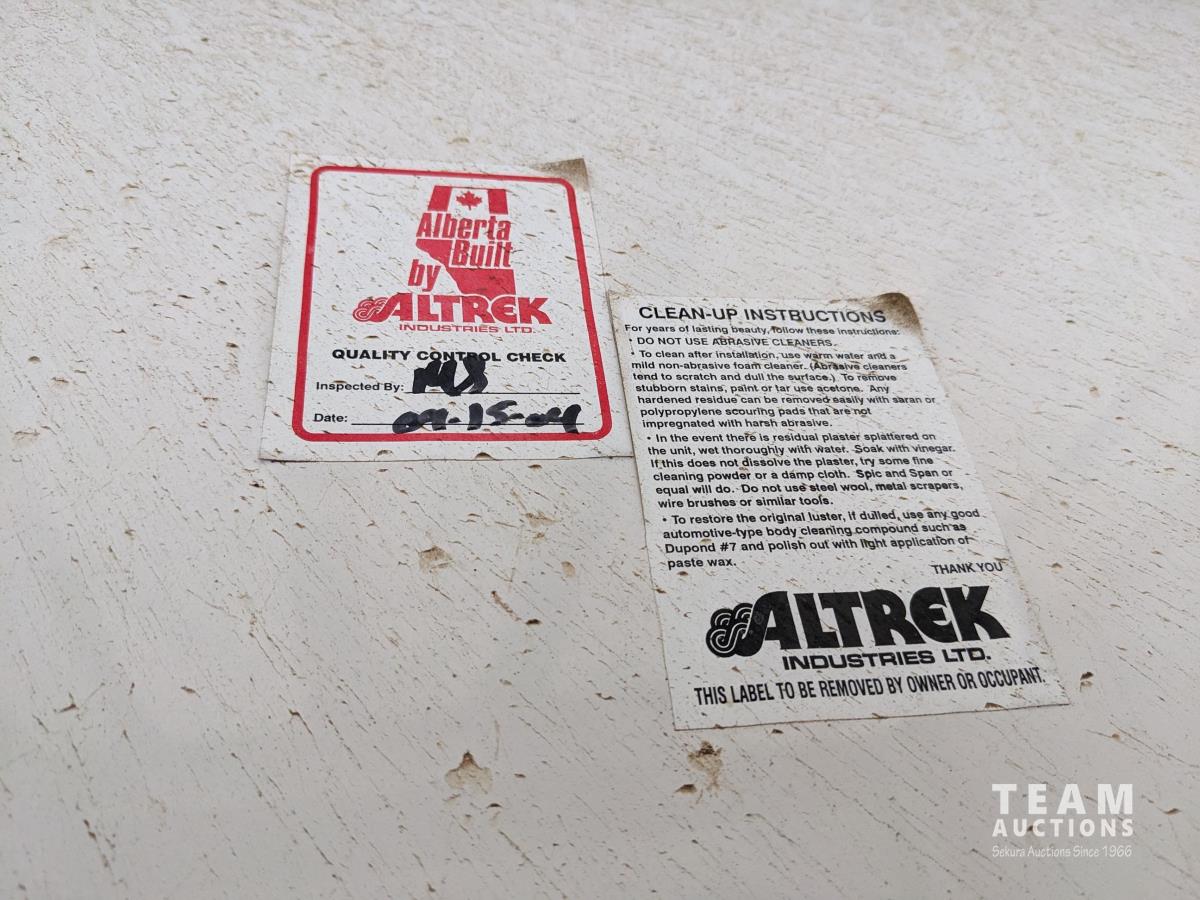 Alberta
Built
by
ALTREK
INDUSTRIES LTD.
QUALITY CONTROL CHECK
Inspected By:
Date: 04-15-04
CLEAN-UP INSTRUCTIONS
For years of lasting beauty, follow these instructions:
• DO NOT USE ABRASIVE CLEANERS.
• To clean after installation, use warm water and a
mild non-abrasive foam cleaner. (Abrasive cleaners
tend to scratch and dull the surface.) To remove
stubborn stains, paint or tar use acetone. Any
hardened residue can be removed easily with saran or
polypropylene scouring pads that are not
impregnated with harsh abrasive.
• In the event there is residual plaster splattered on
the unit, wet thoroughly with water. Soak with vinegar.
If this does not dissolve the plaster, try some fine
cleaning powder or a damp cloth. Spic and Span or
equal will do. Do not use steel wool, metal scrapers,
wire brushes or similar tools.
• To restore the original luster, if dulled, use any good
automotive-type body cleaning compound such as
Dupond #7 and polish out with light application of
paste wax.
THANK YOU
ALTREK
INDUSTRIES LTD.
THIS LABEL TO BE REMOVED BY OWNER OR OCCUPANT.
TEAM
AUCTIONS
Sekura Auctions Since 1966